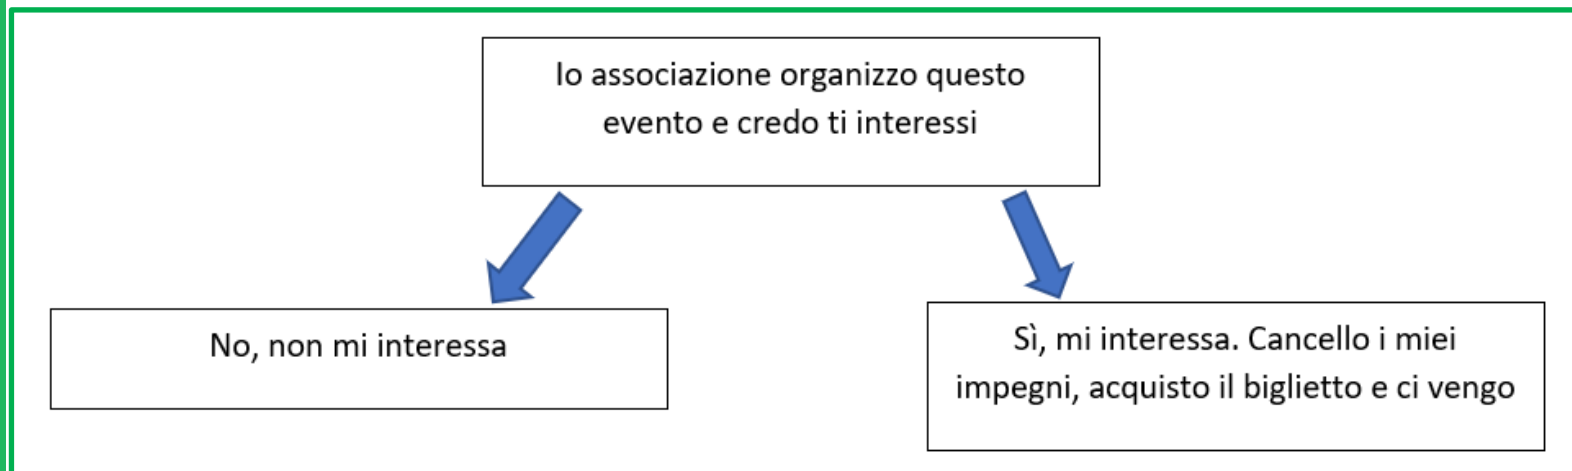 Io associazione organizzo questo
evento e credo ti interessi
No, non mi interessa
Sì, mi interessa. Cancello i miei
impegni, acquisto il biglietto e ci vengo